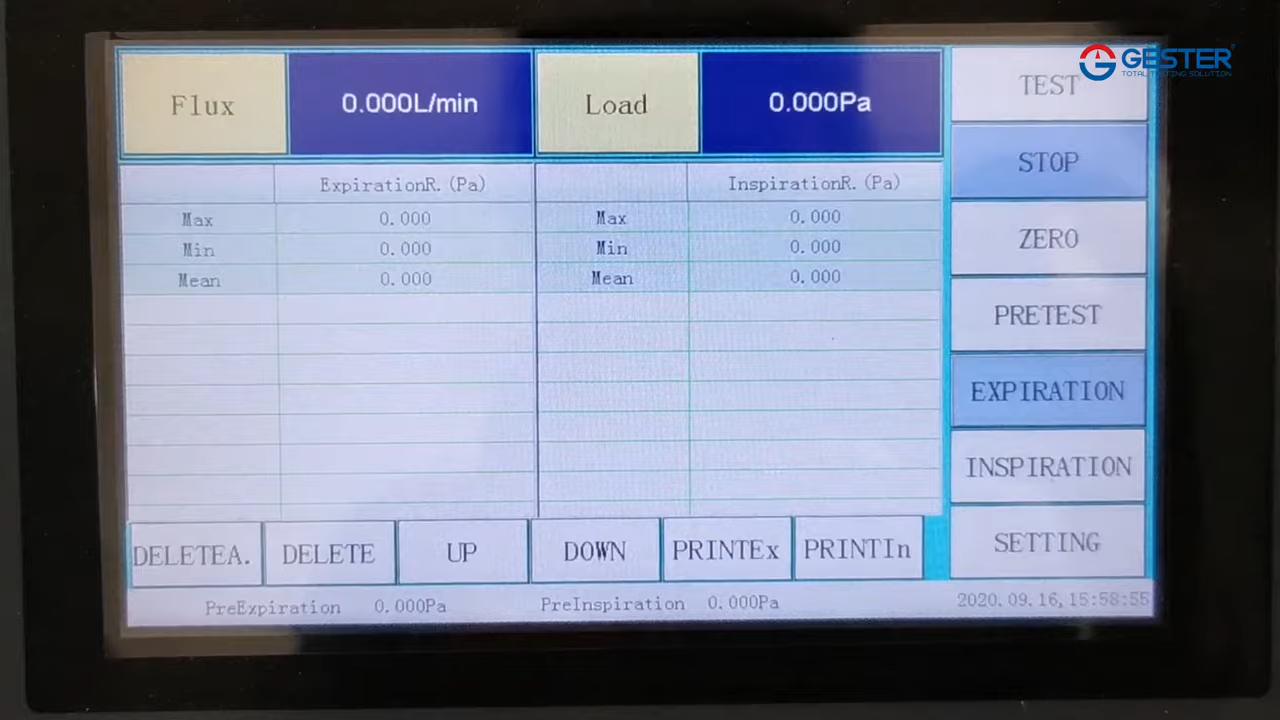 GESTER
TOTAL TESTING SOLUTION
Flux 0.000L/min Load 0.000Pa
TEST
STOP
ZERO
PRETEST
EXPIRATION
INSPIRATION
SETTING
ExpirationR.(Pa) InspirationR.(Pa)
Max 0.000 Max 0.000
Min 0.000 Min 0.000
Mean 0.000 Mean 0.000
DELETEA. DELETE UP DOWN PRINTEx PRINTIn
PreExpiration 0.000Pa PreInspiration 0.000Pa 2020.09.16,15:58:55